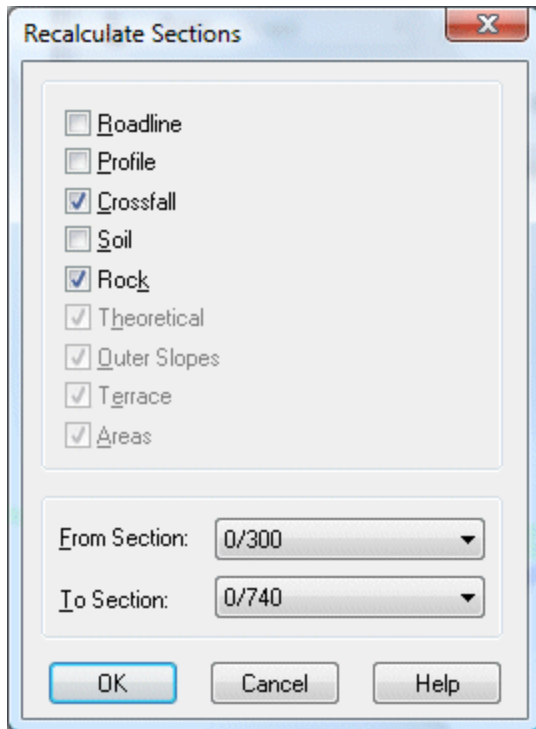 Recalculate Sections
Roadline
Profile
Crossfall
Soil
Rock
Theoretical
Outer Slopes
Terrace
Areas
From Section: 0/300
To Section: 0/740
OK Cancel Help